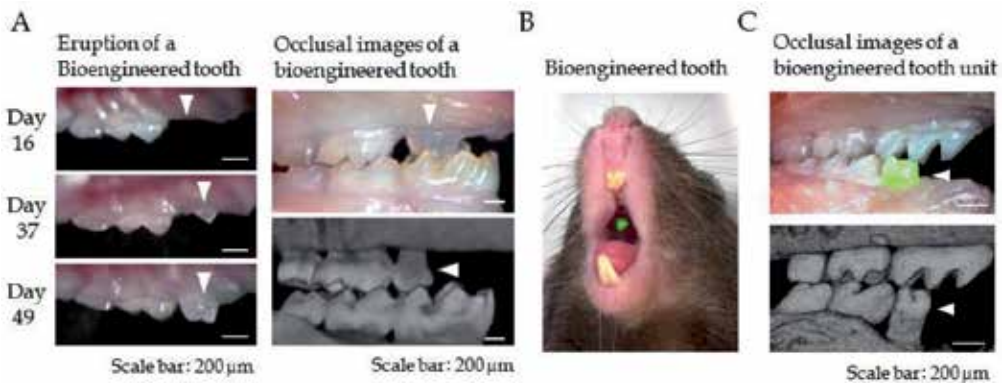 A
Eruption of a
Bioengineered tooth
Occlusal images of a
bioengineered tooth
Day
16
Day
37
Day
49
Scale bar: 200 μm
Scale bar: 200 μm
B
Bioengineered tooth
C
Occlusal images of a
bioengineered tooth unit
Scale bar: 200 μm